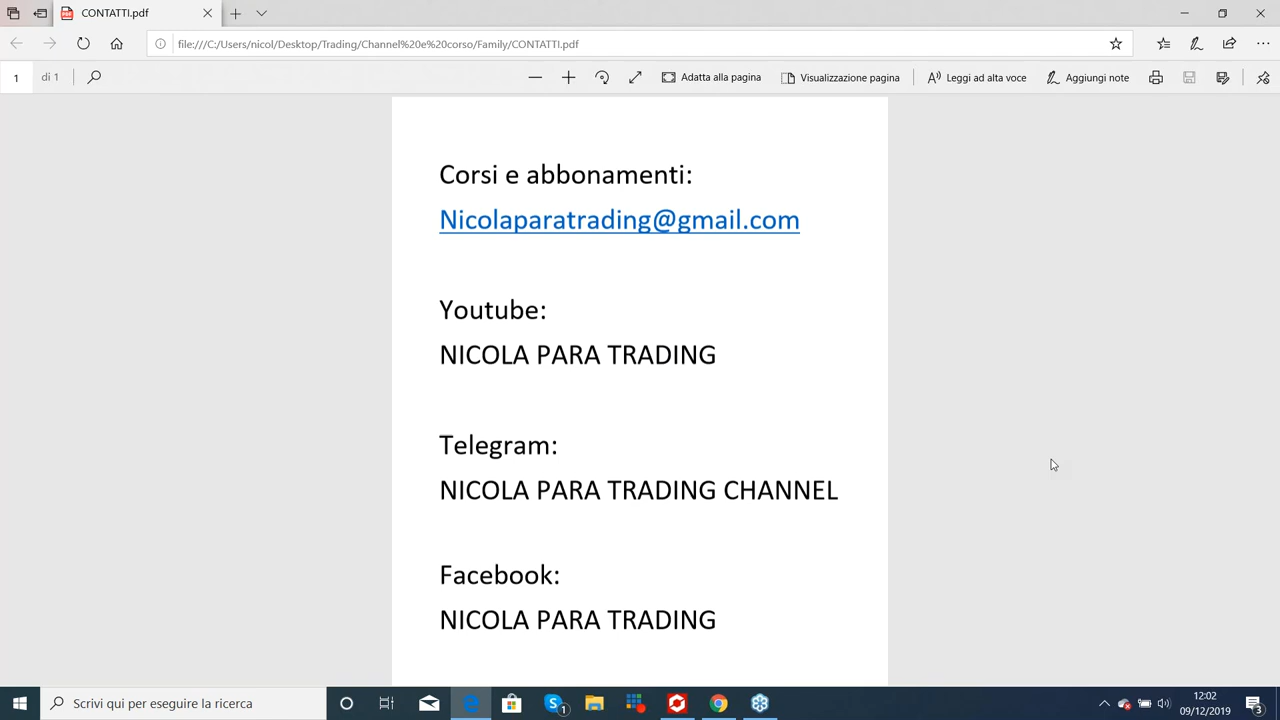 CONTATTI.pdf
file:///C:/Users/nicol/Desktop/Trading/Channel%20e%20corso/Family/CONTATTI.pdf
1 di 1 Adatta alla pagina Visualizzazione pagina Leggi ad alta voce Aggiungi note
Corsi e abbonamenti:
Nicolaparatrading@gmail.com
Youtube:
NICOLA PARA TRADING
Telegram:
NICOLA PARA TRADING CHANNEL
Facebook:
NICOLA PARA TRADING
Scrivi qui per eseguire la ricerca
12:02
09/12/2019